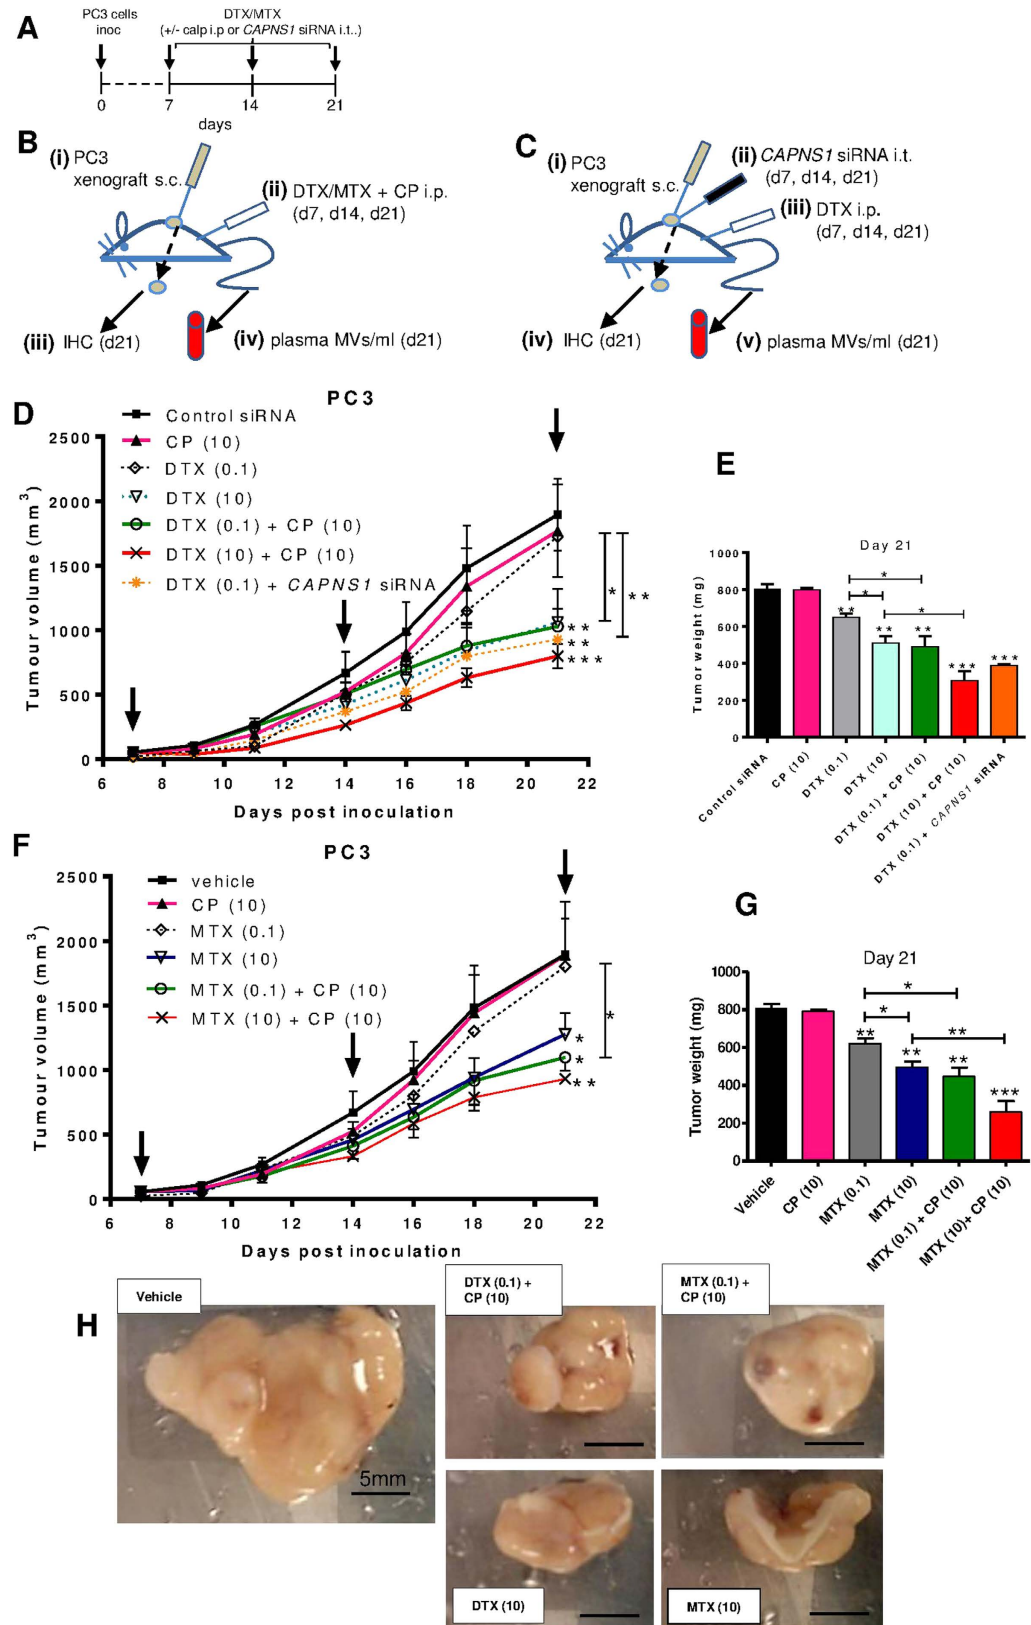 A
PC3 cells
inoc
DTX/MTX
(+/- calp i.p or CAPNS1 siRNA i.t..)
0 7 14 21
days
B
(i) PC3
xenograft s.c.
(ii) DTX/MTX + CP i.p.
(d7, d14, d21)
(iii) IHC (d21)
(iv) plasma MVs/ml (d21)
C
(i) PC3
xenograft s.c.
(ii) CAPNS1 siRNA i.t.
(d7, d14, d21)
(iii) DTX i.p.
(d7, d14, d21)
(iv) IHC (d21)
(v) plasma MVs/ml (d21)
D
PC3
Control siRNA
CP (10)
DTX (0.1)
DTX (10)
DTX (0.1) + CP (10)
DTX (10) + CP (10)
DTX (0.1) + CAPNS1 siRNA
Tumour volume (mm³)
2500
2000
1500
1000
500
0
6 8 10 12 14 16 18 20 22
Days post inoculation
* **
**
**
***
E
Day 21
Tumor weight (mg)
1000
800
600
400
200
0
*
*
*
** ** ** *** ***
Control siRNA
CP (10)
DTX (0.1)
DTX (10)
DTX (0.1) + CP (10)
DTX (10) + CP (10)
DTX (0.1) + CAPNS1 siRNA
F
PC3
vehicle
CP (10)
MTX (0.1)
MTX (10)
MTX (0.1) + CP (10)
MTX (10) + CP (10)
Tumour volume (mm³)
2500
2000
1500
1000
500
0
6 8 10 12 14 16 18 20 22
Days post inoculation
*
*
*
**
G
Day 21
Tumor weight (mg)
1000
800
600
400
200
0
*
*
**
** ** ** ***
Vehicle
CP (10)
MTX (0.1)
MTX (10)
MTX (0.1) + CP (10)
MTX (10)+ CP (10)
H
Vehicle
5mm
DTX (0.1) +
CP (10)
MTX (0.1) +
CP (10)
DTX (10)
MTX (10)